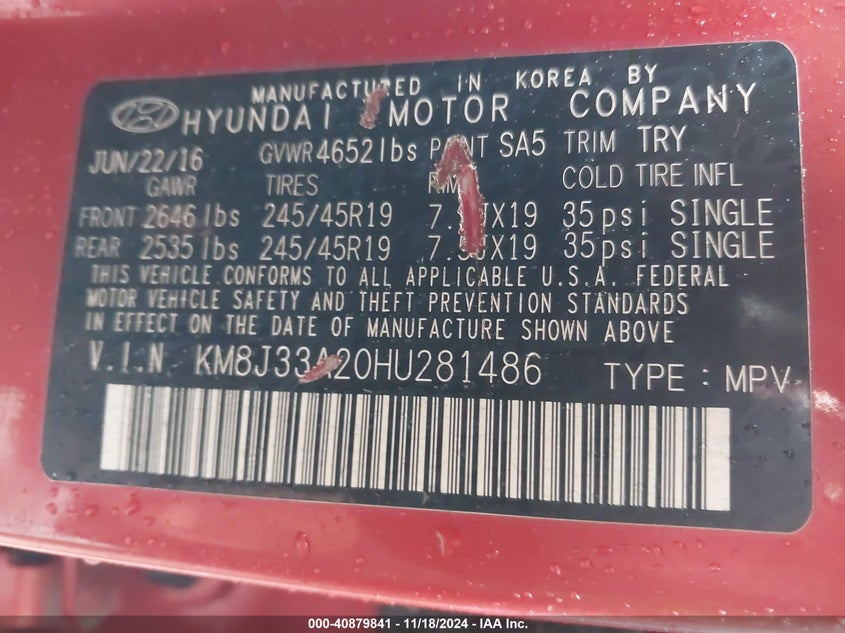 MANUFACTURED IN KOREA BY
HYUNDAI MOTOR COMPANY
JUN/22/16 GVWR 4652 lbs PAINT SA5 TRIM TRY
GAWR TIRES RIM COLD TIRE INFL
FRONT 2646 lbs 245/45R19 X19 35psi SINGLE
REAR 2535 lbs 245/45R19 7.50X19 35psi SINGLE
THIS VEHICLE CONFORMS TO ALL APPLICABLE U.S.A. FEDERAL
MOTOR VEHICLE SAFETY AND THEFT PREVENTION STANDARDS
IN EFFECT ON THE DATE OF MANUFACTURE SHOWN ABOVE
V.I.N. KM8J33A20HU281486 TYPE : MPV
000-40879841 — 11/18/2024 — IAA Inc.